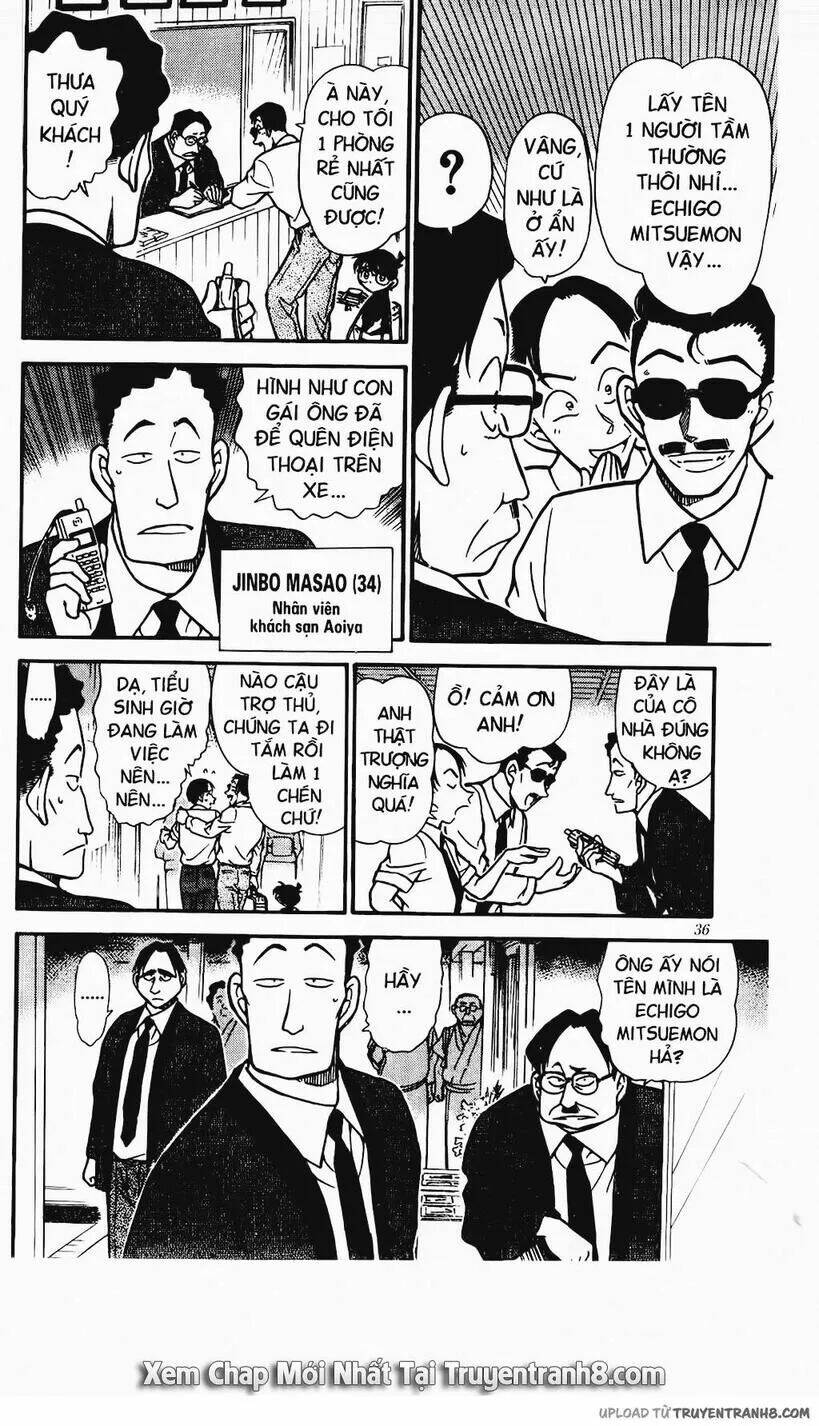 LẤY TÊN
1 NGƯỜI TẦM
THƯỜNG
THÔI NHỈ...
ECHIGO
MITSUEMON
VẬY...
VÂNG,
CỨ
NHƯ LÀ
Ở ẨN
ẤY!
?
À NÀY,
CHO TÔI
1 PHÒNG
RẺ NHẤT
CŨNG
ĐƯỢC!
THƯA
QUÝ
KHÁCH
!
HÌNH NHƯ CON
GÁI ÔNG ĐÃ
ĐỂ QUÊN ĐIỆN
THOẠI TRÊN
XE...
JINBO MASAO (34)
Nhân viên
khách sạn Aoiya
ĐÂY LÀ
CỦA CÔ
NHÀ ĐÚNG
KHÔNG
Ạ?
Ồ! CẢM ƠN
ANH!
ANH
THẬT
TRƯỢNG
NGHĨA
QUÁ!
NÀO CẬU
TRỢ THỦ,
CHÚNG TA ĐI
TẮM RỒI
LÀM 1
CHÉN
CHỨ!
DẠ, TIỂU
SINH GIỜ
ĐANG LÀM
VIỆC
NÊN...
NÊN...
......
36
ÔNG ẤY NÓI
TÊN MÌNH LÀ
ECHIGO
MITSUEMON
HẢ?
HẦY
...
......
Xem Chap Mới Nhất Tại Truyentranh8.com
UPLOAD TỪ TRUYENTRANH8.COM